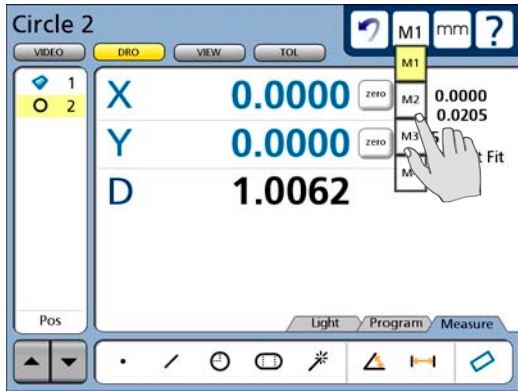 Circle 2
M1 mm ?
VIDEO DRO VIEW TOL
M1
1
X 0.0000 zero M2 0.0000
2
0.0205
Y 0.0000 zero M3
Fit
D 1.0062
Pos
Light Program Measure